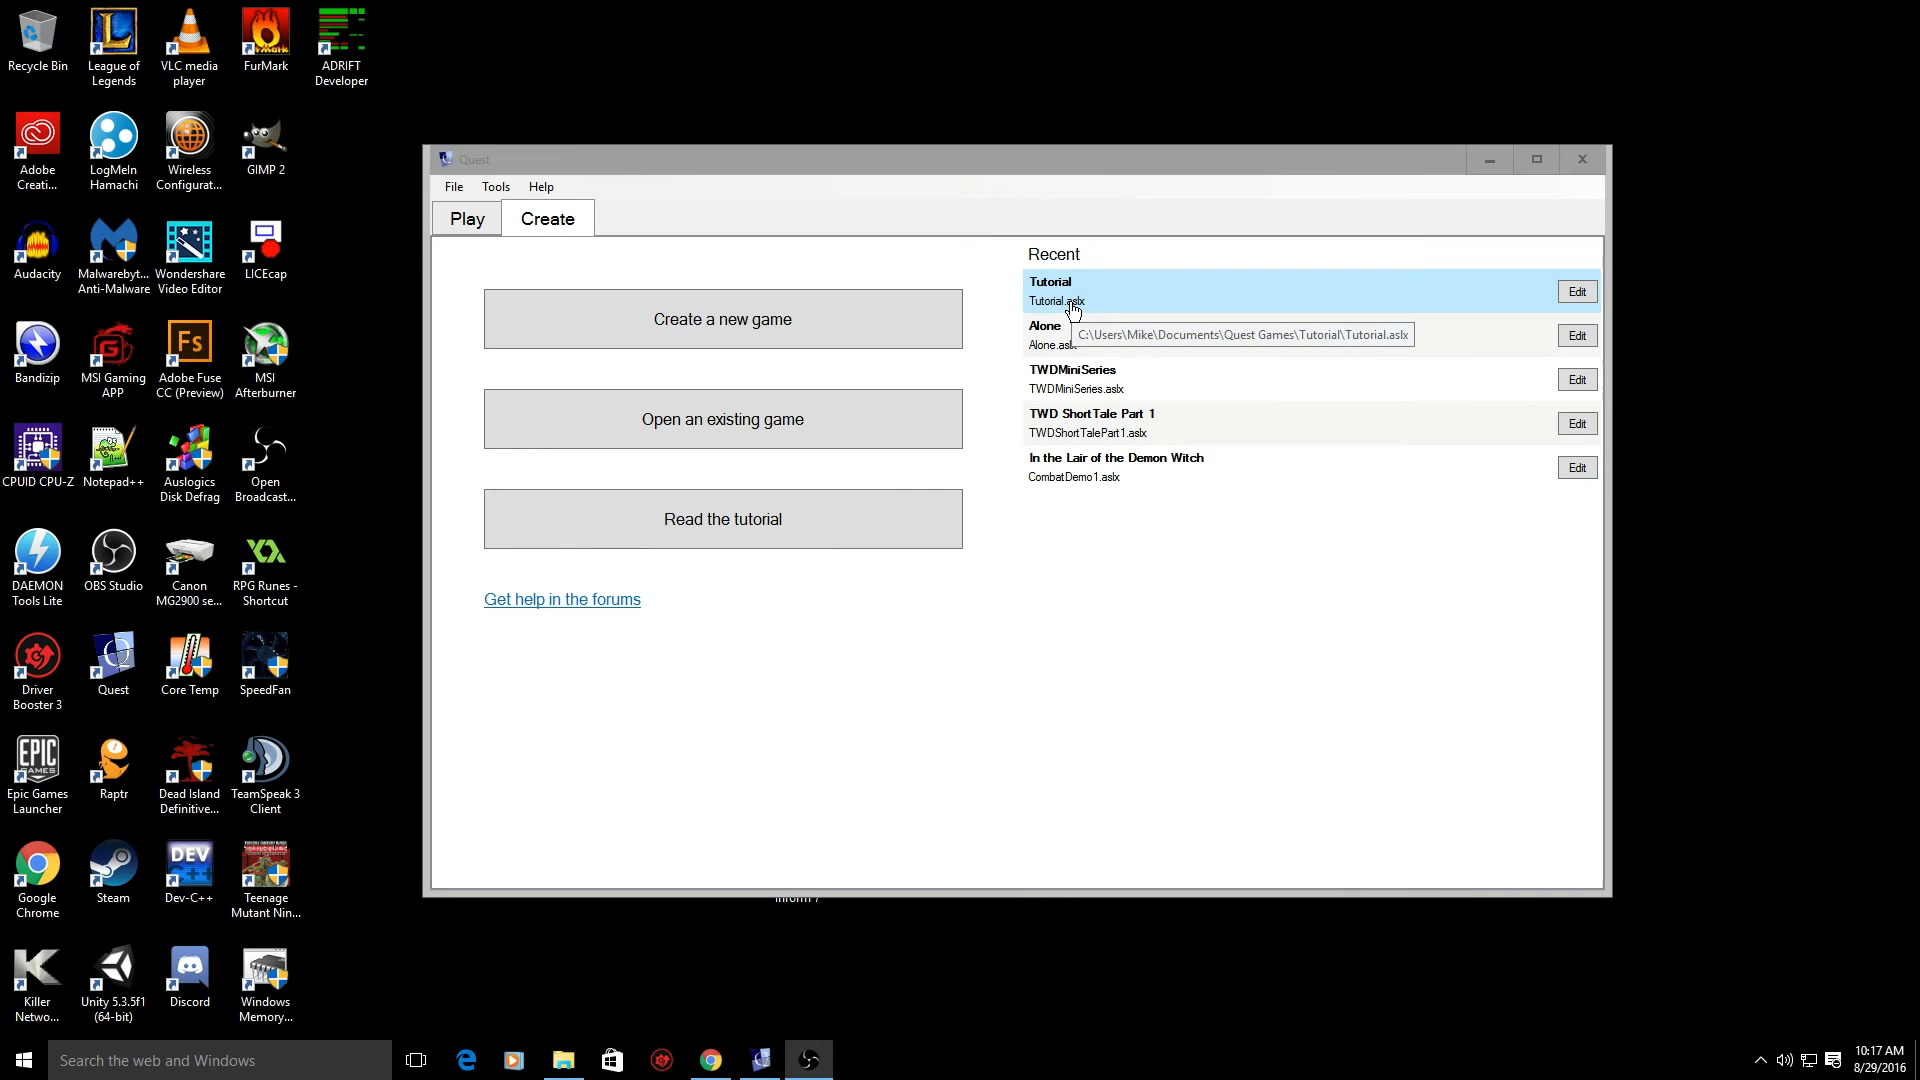 Recycle Bin
League of
Legends
VLC media
player
FurMark
ADRIFT
Developer
Adobe
Creati...
LogMeIn
Hamachi
Wireless
Configurat...
GIMP 2
Audacity
Malwarebyt...
Anti-Malware
Wondershare
Video Editor
LICEcap
Bandizip
MSI Gaming
APP
Fs
Adobe Fuse
CC (Preview)
MSI
Afterburner
CPUID CPU-Z
Notepad++
Auslogics
Disk Defrag
Open
Broadcast...
DAEMON
Tools Lite
OBS Studio
Canon
MG2900 se...
RPG Runes -
Shortcut
Driver
Booster 3
Quest
Core Temp
SpeedFan
EPIC
GAMES
Epic Games
Launcher
Raptr
Dead Island
Definitive...
TeamSpeak 3
Client
Google
Chrome
Steam
DEV
C++
Dev-C++
Teenage
Mutant Nin...
Killer
Netwo...
Unity 5.3.5f1
(64-bit)
Discord
Windows
Memory...
Quest
File Tools Help
Play Create
Create a new game
Open an existing game
Read the tutorial
Get help in the forums
Recent
Tutorial
Tutorial.aslx
Edit
Alone
Alone.aslx
Edit
C:\Users\Mike\Documents\Quest Games\Tutorial\Tutorial.aslx
TWDMiniSeries
TWDMiniSeries.aslx
Edit
TWD ShortTale Part 1
TWDShortTalePart1.aslx
Edit
In the Lair of the Demon Witch
CombatDemo1.aslx
Edit
Inform 7
Search the web and Windows
10:17 AM
8/29/2016